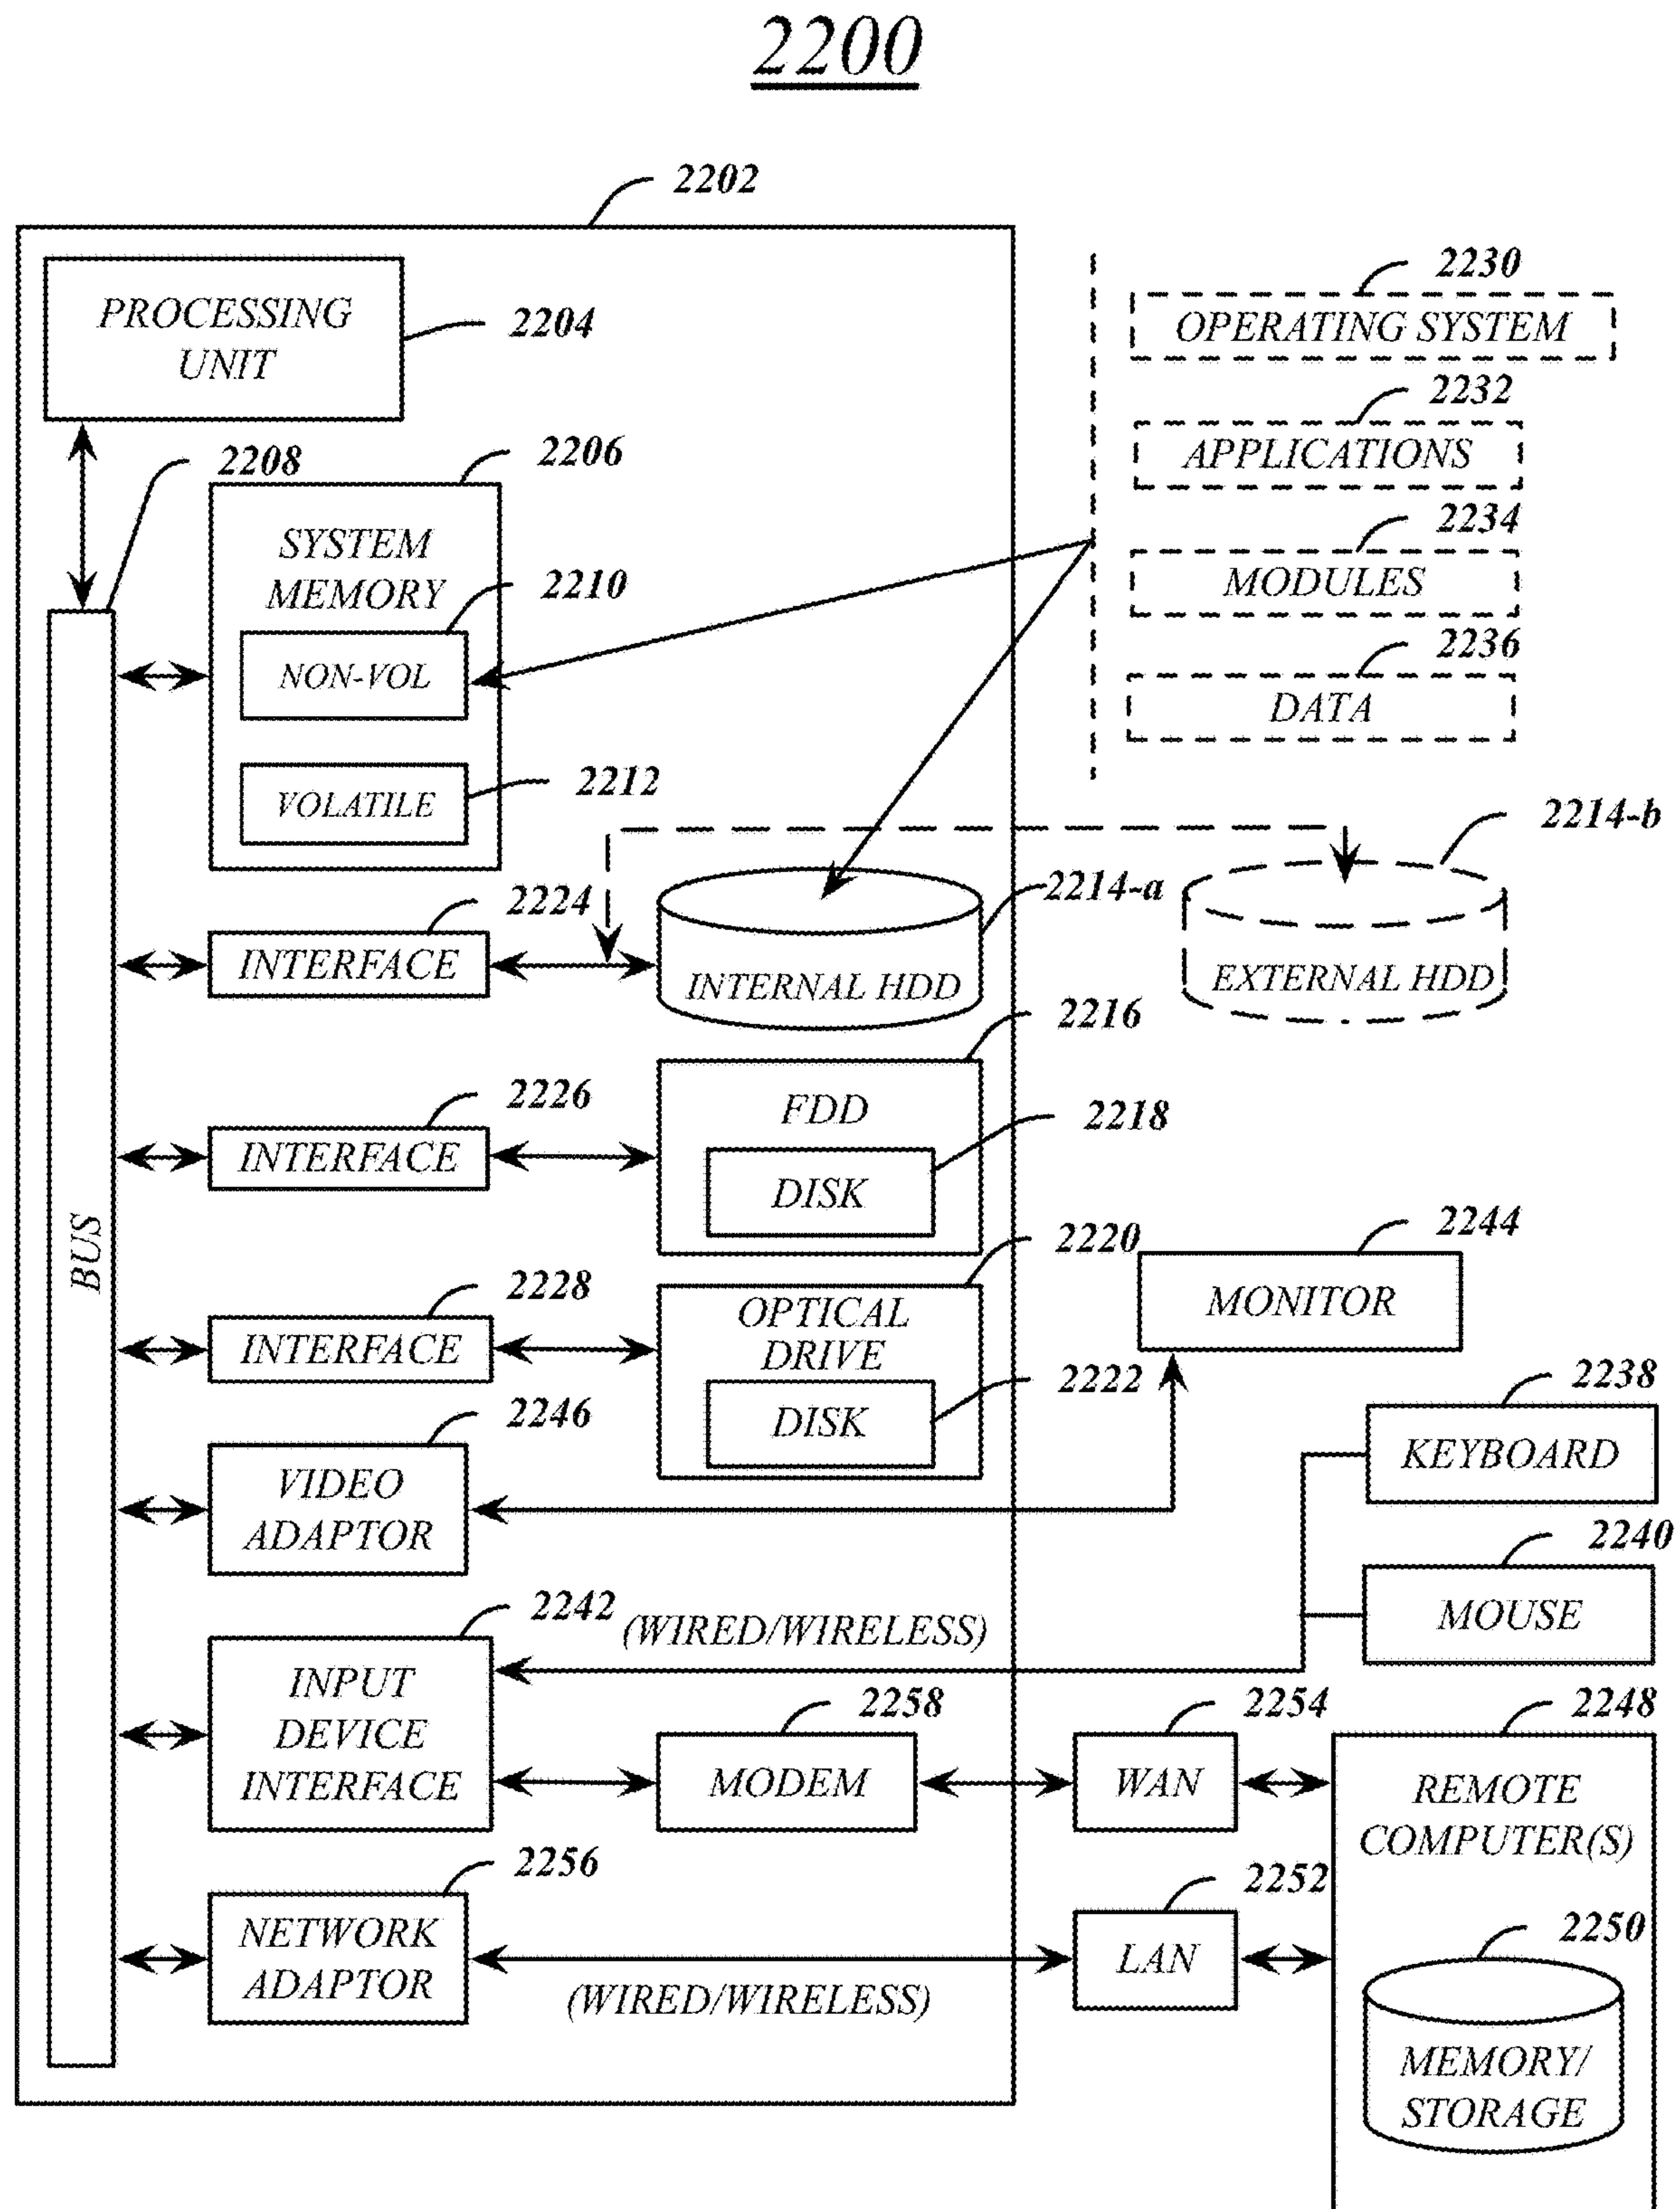 2200
2202
PROCESSING
UNIT
2204
2208
2206
SYSTEM
MEMORY
2210
NON-VOL
2212
VOLATILE
2230
OPERATING SYSTEM
2232
APPLICATIONS
2234
MODULES
2236
DATA
BUS
2224
INTERFACE
2214-a
INTERNAL HDD
2214-b
EXTERNAL HDD
2226
INTERFACE
2216
FDD
2218
DISK
2228
INTERFACE
2220
OPTICAL
DRIVE
2222
DISK
2244
MONITOR
2246
VIDEO
ADAPTOR
2238
KEYBOARD
2240
MOUSE
2242
(WIRED/WIRELESS)
INPUT
DEVICE
INTERFACE
2258
MODEM
2254
WAN
2248
REMOTE
COMPUTER(S)
2256
NETWORK
ADAPTOR
(WIRED/WIRELESS)
2252
LAN
2250
MEMORY/
STORAGE